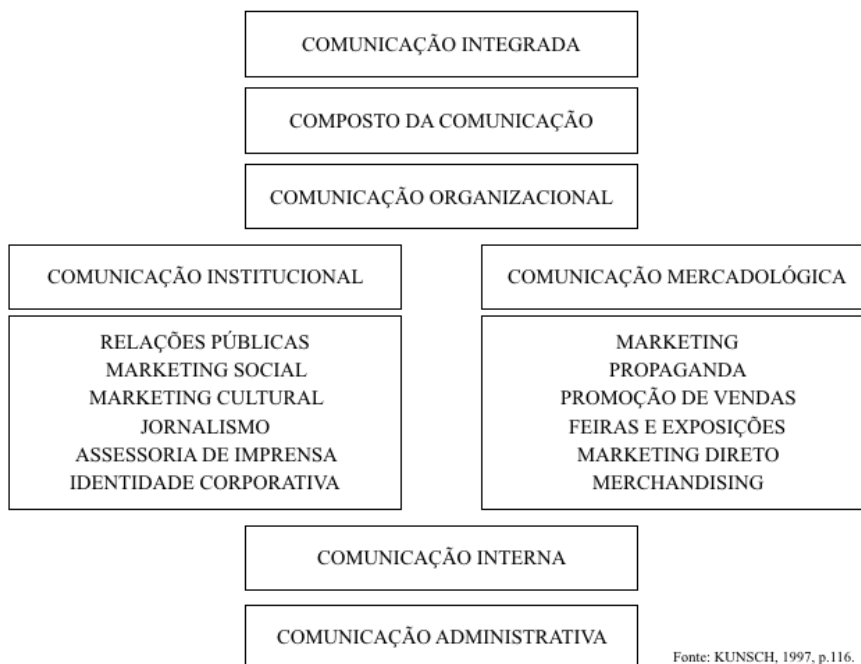 COMUNICAÇÃO INTEGRADA
COMPOSTO DA COMUNICAÇÃO
COMUNICAÇÃO ORGANIZACIONAL
COMUNICAÇÃO INSTITUCIONAL
RELAÇÕES PÚBLICAS
MARKETING SOCIAL
MARKETING CULTURAL
JORNALISMO
ASSESSORIA DE IMPRENSA
IDENTIDADE CORPORATIVA
COMUNICAÇÃO MERCADOLÓGICA
MARKETING
PROPAGANDA
PROMOÇÃO DE VENDAS
FEIRAS E EXPOSIÇÕES
MARKETING DIRETO
MERCHANDISING
COMUNICAÇÃO INTERNA
COMUNICAÇÃO ADMINISTRATIVA
Fonte: KUNSCH, 1997, p.116.